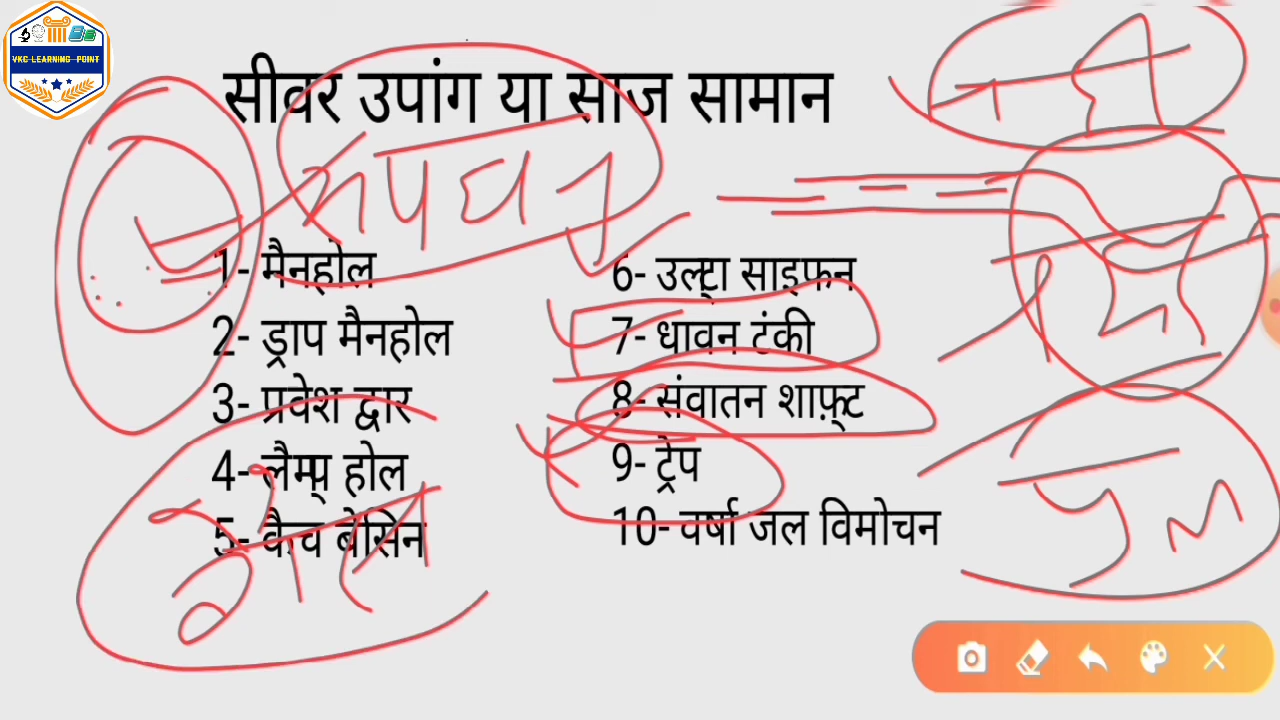 VKC LEARNING POINT
सीवर उपांग या साज सामान
1- मैनहोल
2- ड्राप मैनहोल
3- प्रवेश द्वार
4- लैम्प् होल
5- कैच बेसिन
6- उल्टा साइफन
7- धावन टंकी
8- संवातन शाफ़्ट
9- ट्रेप
10- वर्षा जल विमोचन